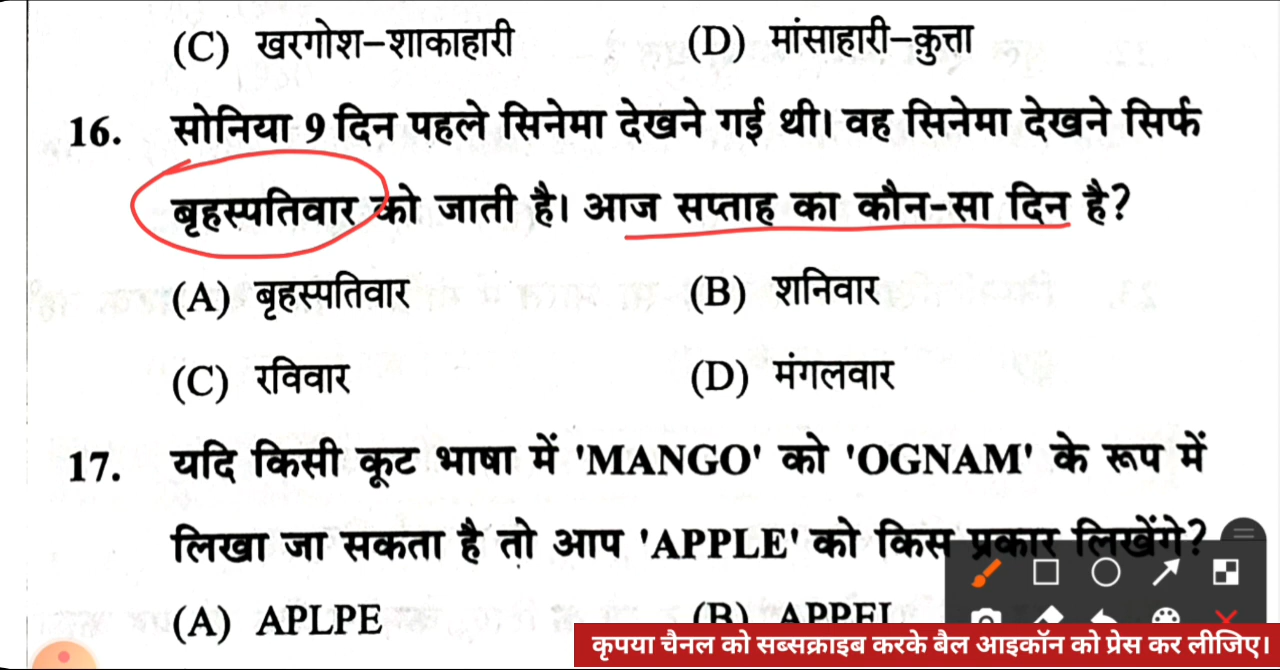 (C) खरगोश–शाकाहारी (D) मांसाहारी–कुत्ता
16. सोनिया 9 दिन पहले सिनेमा देखने गई थी। वह सिनेमा देखने सिर्फ
बृहस्पतिवार को जाती है। आज सप्ताह का कौन-सा दिन है?
(A) बृहस्पतिवार (B) शनिवार
(C) रविवार (D) मंगलवार
17. यदि किसी कूट भाषा में 'MANGO' को 'OGNAM' के रूप में
लिखा जा सकता है तो आप 'APPLE' को किस प्रकार लिखेंगे?
(A) APLPE (B)
कृपया चैनल को सब्सक्राइब करके बैल आइकॉन को प्रेस कर लीजिए।